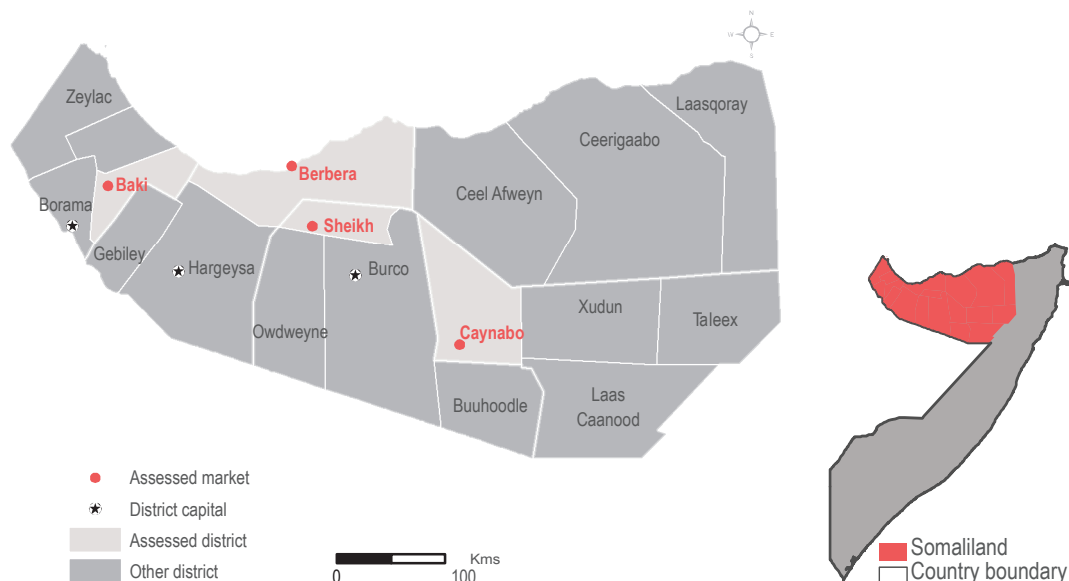 N
W E
S
Zeylac
Laasqoray
Ceerigaabo
Berbera
Baki
Ceel Afweyn
Borama
Sheikh
Gebiley
Hargeysa
Burco
Xudun
Taleex
Owdweyne
Caynabo
Laas
Caanood
Buuhoodle
Assessed market
District capital
Assessed district
Other district
Kms
0 100
Somaliland
Country boundary